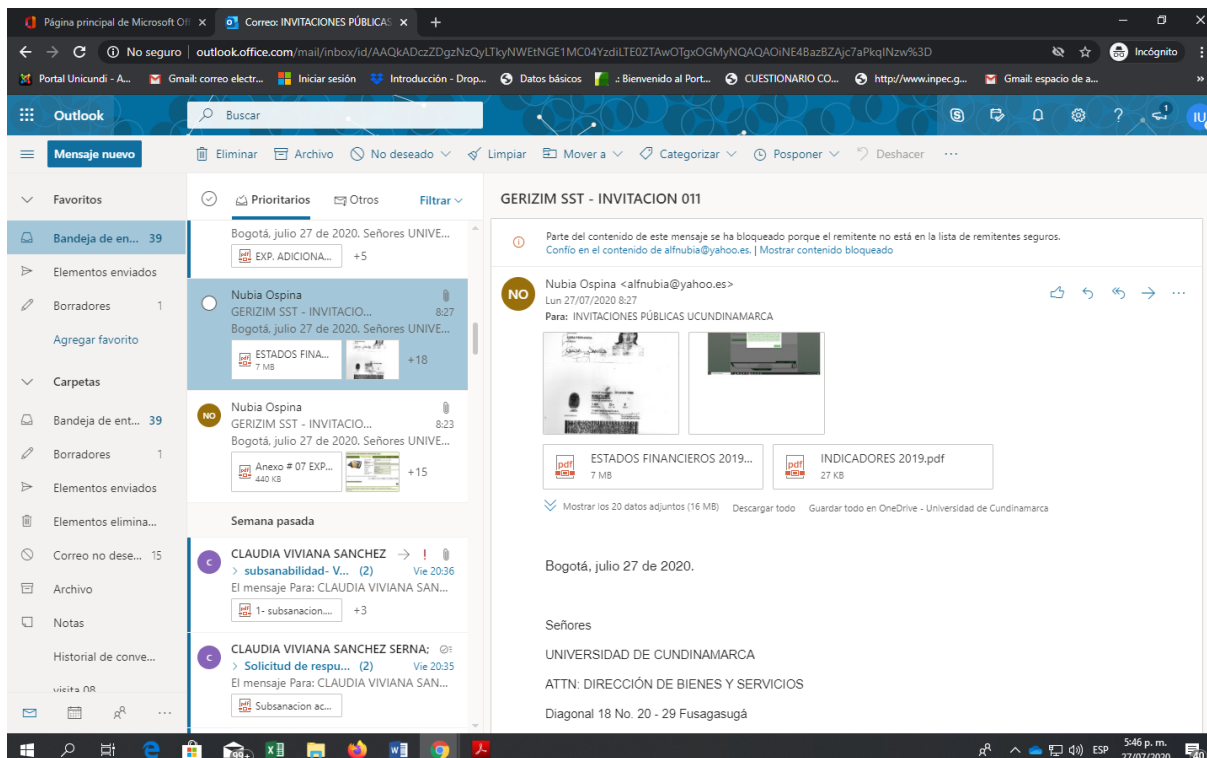 Página principal de Microsoft Of
Correo: INVITACIONES PÚBLICAS
No seguro | outlook.office.com/mail/inbox/id/AAQkADczZDgzNzQyLTkyNWEtNGE1MC04YzdiLTE0ZTAwOTgxOGMyNQAQAOiNE4BazBZAjc7aPkqINzw%3D
Incógnito
Portal Unicundi - A...
Gmail: correo electr...
Iniciar sesión
Introducción - Drop...
Datos básicos
.: Bienvenido al Port...
CUESTIONARIO CO...
http://www.inpec.g...
Gmail: espacio de a...
»
Outlook
Buscar
1
IU
Mensaje nuevo
Eliminar
Archivo
No deseado
Limpiar
Mover a
Categorizar
Posponer
Deshacer
...
Favoritos
Bandeja de en... 39
Elementos enviados
Borradores 1
Agregar favorito
Carpetas
Bandeja de ent... 39
Borradores 1
Elementos enviados
Elementos elimina...
Correo no dese... 15
Archivo
Notas
Historial de conve...
visita 08
Prioritarios
Otros
Filtrar
Bogotá, julio 27 de 2020. Señores UNIVE...
EXP. ADICIONA...
+5
Nubia Ospina
GERIZIM SST - INVITACIO... 8:27
Bogotá, julio 27 de 2020. Señores UNIVE...
ESTADOS FINA...
7 MB
+18
NO
Nubia Ospina
GERIZIM SST - INVITACIO... 8:23
Bogotá, julio 27 de 2020. Señores UNIVE...
Anexo # 07 EXP...
440 KB
+15
Semana pasada
C
CLAUDIA VIVIANA SANCHEZ
> subsanabilidad- V... (2) Vie 20:36
El mensaje Para: CLAUDIA VIVIANA SAN...
1- subsanacion....
+3
C
CLAUDIA VIVIANA SANCHEZ SERNA;
> Solicitud de respu... (2) Vie 20:35
El mensaje Para: CLAUDIA VIVIANA SAN...
Subsanacion ac...
GERIZIM SST - INVITACION 011
Parte del contenido de este mensaje se ha bloqueado porque el remitente no está en la lista de remitentes seguros.
Confío en el contenido de alfnubia@yahoo.es. | Mostrar contenido bloqueado
NO
Nubia Ospina <alfnubia@yahoo.es>
Lun 27/07/2020 8:27
Para: INVITACIONES PÚBLICAS UCUNDINAMARCA
pdf
ESTADOS FINANCIEROS 2019...
7 MB
pdf
INDICADORES 2019.pdf
27 KB
Mostrar los 20 datos adjuntos (16 MB) Descargar todo Guardar todo en OneDrive - Universidad de Cundinamarca
Bogotá, julio 27 de 2020.
Señores
UNIVERSIDAD DE CUNDINAMARCA
ATTN: DIRECCIÓN DE BIENES Y SERVICIOS
Diagonal 18 No. 20 - 29 Fusagasugá
99+
ESP
5:46 p. m.
27/07/2020
40